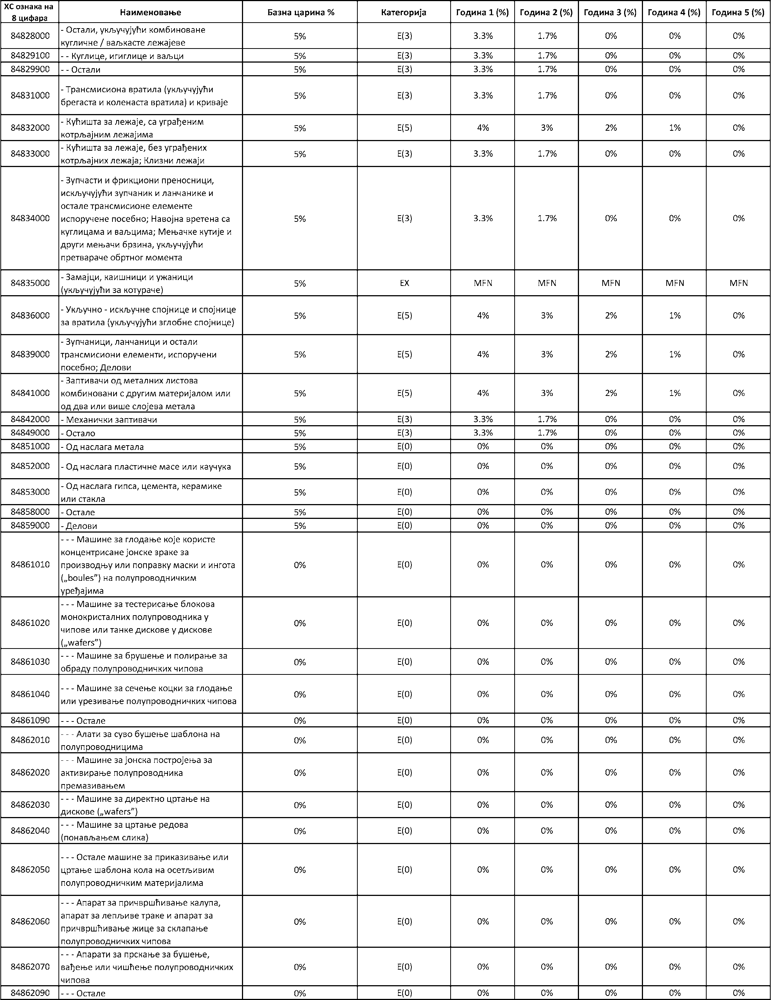 ХС ознака на 8 цифара Наименовање Базна царина % Категорија Година 1 (%) Година 2 (%) Година 3 (%) Година 4 (%) Година 5 (%)
84828000 - Остали, укључујући комбиноване 5% E(3) 3.3% 1.7% 0% 0% 0%
кугличне / ваљкасте лежајеве
84829100 - - Куглице, игиглице и ваљци 5% E(3) 3.3% 1.7% 0% 0% 0%
84829900 - - Остали 5% E(3) 3.3% 1.7% 0% 0% 0%
84831000 - Трансмисиона вратила (укључујући 5% E(3) 3.3% 1.7% 0% 0% 0%
брегаста и коленаста вратила) и криваје
84832000 - Кућишта за лежаје, са уграђеним 5% E(5) 4% 3% 2% 1% 0%
котрљајним лежајима
84833000 - Кућишта за лежаје, без уграђених 5% E(3) 3.3% 1.7% 0% 0% 0%
котрљајних лежаја; Клизни лежаји
84834000 - Зупчасти и фрикциони преносници, 5% E(3) 3.3% 1.7% 0% 0% 0%
искључујући зупчаник и ланчанике и
остале трансмисионе елементе
испоручене посебно; Навојна вретена са
куглицама и ваљцима; Мењачке кутије и
други мењачи брзина, укључујући
претвараче обртног момента
84835000 - Замајци, каишници и ужаници 5% EX MFN MFN MFN MFN MFN
(укључујући за котураче)
84836000 - Укључно - искључне спојнице и спојнице 5% E(5) 4% 3% 2% 1% 0%
за вратила (укључујући зглобне спојнице)
84839000 - Зупчаници, ланчаници и остали 5% E(5) 4% 3% 2% 1% 0%
трансмисиони елементи, испоручени
посебно; Делови
84841000 - Заптивачи од металних листова 5% E(5) 4% 3% 2% 1% 0%
комбиновани с другим материјалом или
од два или више слојева метала
84842000 - Механички заптивачи 5% E(3) 3.3% 1.7% 0% 0% 0%
84849000 - Остало 5% E(3) 3.3% 1.7% 0% 0% 0%
84851000 - Од наслага метала 5% E(0) 0% 0% 0% 0% 0%
84852000 - Од наслага пластичне масе или каучука 5% E(0) 0% 0% 0% 0% 0%
84853000 - Од наслага гипса, цемента, керамике 5% E(0) 0% 0% 0% 0% 0%
или стакла
84858000 - Остале 5% E(0) 0% 0% 0% 0% 0%
84859000 - Делови 5% E(0) 0% 0% 0% 0% 0%
84861010 - - - Машине за глодање које користе 0% E(0) 0% 0% 0% 0% 0%
концентрисане јонске зраке за
производњу или поправку маски и ингота
(„boules”) на полупроводничким
уређајима
84861020 - - - Машине за тестерисање блокова 0% E(0) 0% 0% 0% 0% 0%
монокристалних полупроводника у
чипове или танке дискове у дискове
(„wafers”)
84861030 - - - Машине за брушење и полирање за 0% E(0) 0% 0% 0% 0% 0%
обраду полупроводничких чипова
84861040 - - - Машине за сечење коцки за глодање 0% E(0) 0% 0% 0% 0% 0%
или урезивање полупроводничких чипова
84861090 - - - Остале 0% E(0) 0% 0% 0% 0% 0%
84862010 - - - Алати за суво бушење шаблона на 0% E(0) 0% 0% 0% 0% 0%
полупроводницима
84862020 - - - Машине за јонска постројења за 0% E(0) 0% 0% 0% 0% 0%
активирање полупроводника
премазивањем
84862030 - - - Машине за директно цртање на 0% E(0) 0% 0% 0% 0% 0%
дискове („wafers”)
84862040 - - - Машине за цртање редова 0% E(0) 0% 0% 0% 0% 0%
(понављањем слика)
84862050 - - - Остале машине за приказивање или 0% E(0) 0% 0% 0% 0% 0%
цртање шаблона кола на осетљивим
полупроводничким материјалима
84862060 - - - Апарат за причвршћивање калупа, 0% E(0) 0% 0% 0% 0% 0%
апарат за лепљиве траке и апарат за
причвршћивање жице за склапање
полупроводничких чипова
84862070 - - - Апарати за прскање за бушење, 0% E(0) 0% 0% 0% 0% 0%
вађење или чишћење полупроводничких
чипова
84862090 - - - Остале 0% E(0) 0% 0% 0% 0% 0%